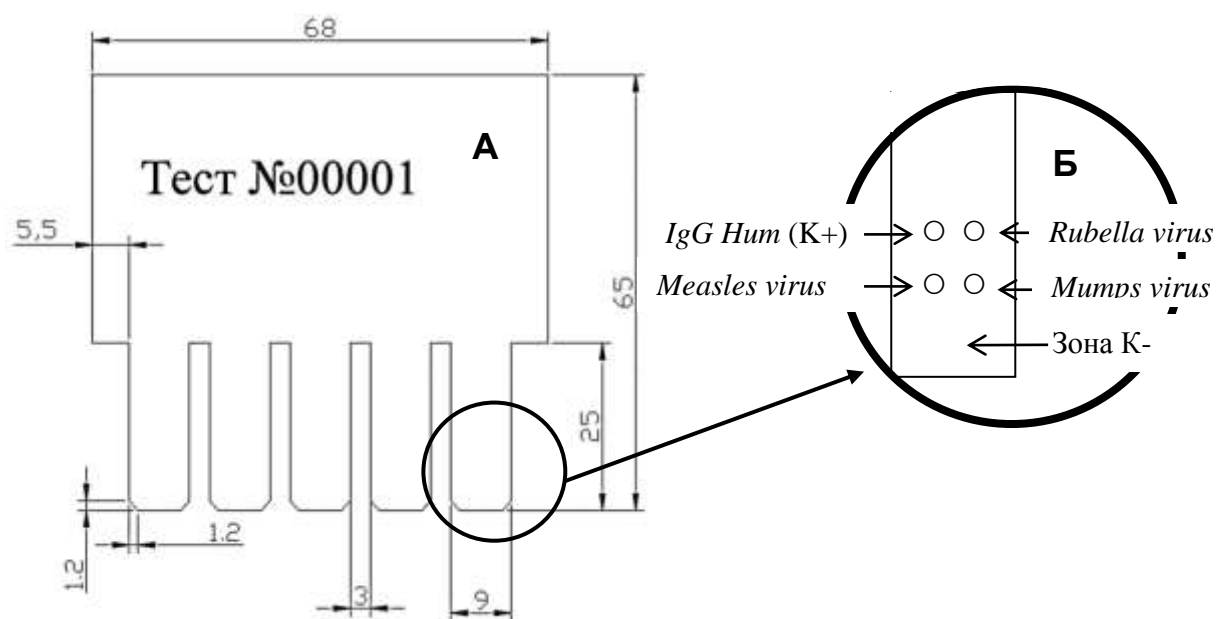 68
А
Тест №00001
5,5
65
25
1.2
1.2
3
9
Б
IgG Hum (K+)
Rubella virus
Measles virus
Mumps virus
Зона К-